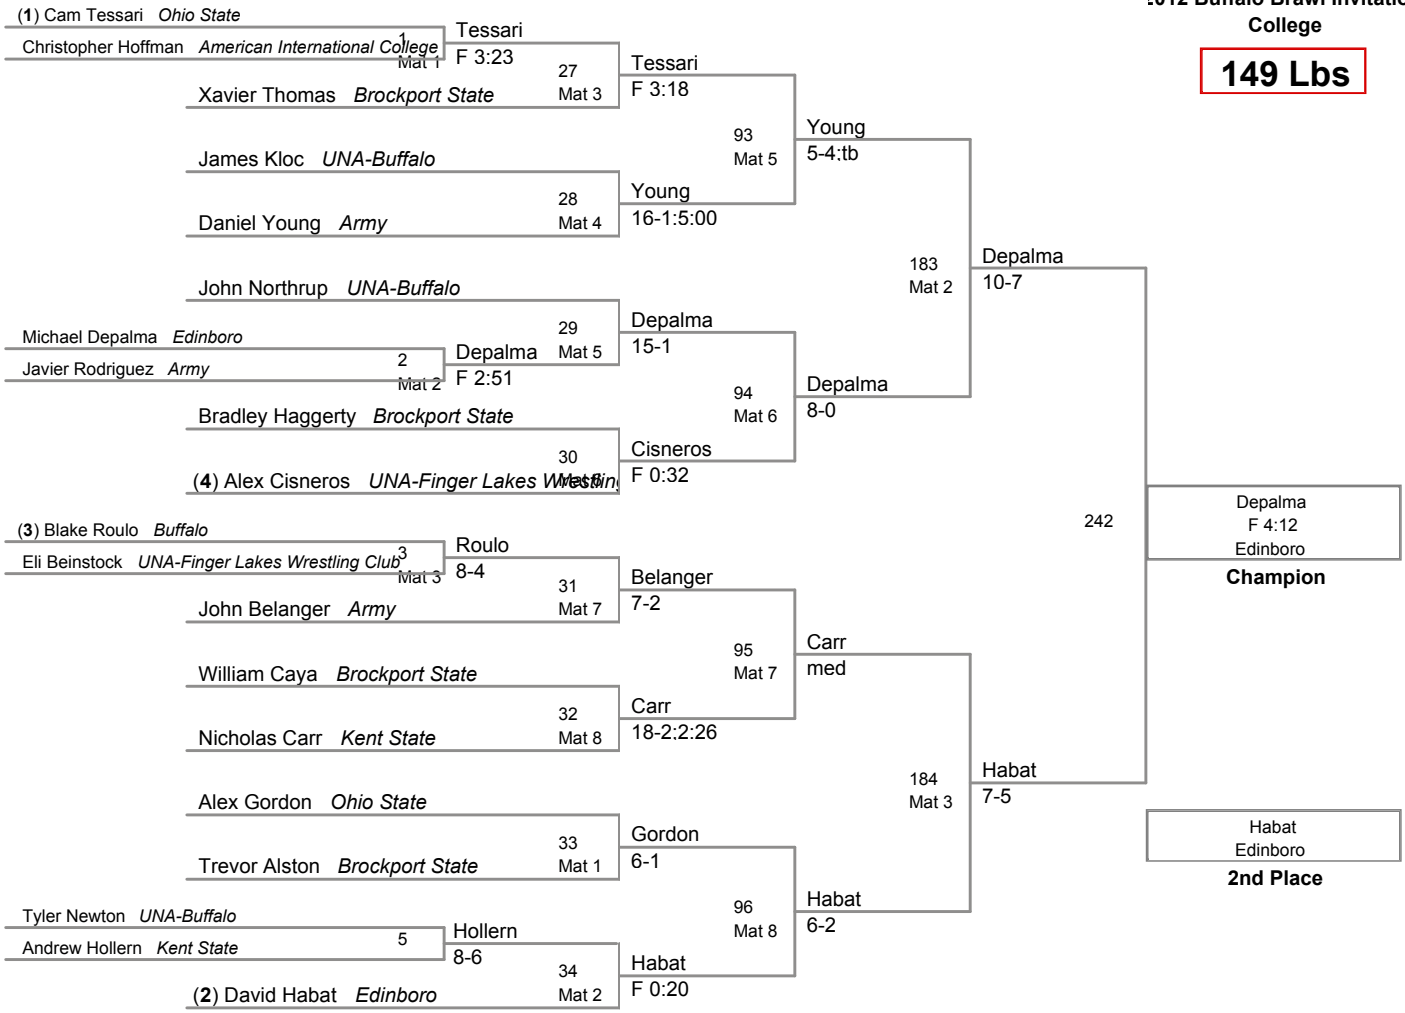 2012 Buffalo Brawl Invitatio
College
149 Lbs
(1) Cam Tessari Ohio State
Christopher Hoffman American International College
1
Mat 1
Tessari
F 3:23
Xavier Thomas Brockport State
27
Mat 3
Tessari
F 3:18
James Kloc UNA-Buffalo
Daniel Young Army
28
Mat 4
Young
16-1;5:00
93
Mat 5
Young
5-4;tb
John Northrup UNA-Buffalo
Michael Depalma Edinboro
Javier Rodriguez Army
2
Mat 2
Depalma
F 2:51
29
Mat 5
Depalma
15-1
Bradley Haggerty Brockport State
(4) Alex Cisneros UNA-Finger Lakes Wrestling
30
Mat 6
Cisneros
F 0:32
94
Mat 6
Depalma
8-0
183
Mat 2
Depalma
10-7
(3) Blake Roulo Buffalo
Eli Beinstock UNA-Finger Lakes Wrestling Club
3
Mat 3
Roulo
8-4
John Belanger Army
31
Mat 7
Belanger
7-2
William Caya Brockport State
Nicholas Carr Kent State
32
Mat 8
Carr
18-2;2:26
95
Mat 7
Carr
med
Alex Gordon Ohio State
Trevor Alston Brockport State
33
Mat 1
Gordon
6-1
Tyler Newton UNA-Buffalo
Andrew Hollern Kent State
5
Hollern
8-6
(2) David Habat Edinboro
34
Mat 2
Habat
F 0:20
96
Mat 8
Habat
6-2
184
Mat 3
Habat
7-5
242
Depalma
F 4:12
Edinboro
Champion
Habat
Edinboro
2nd Place